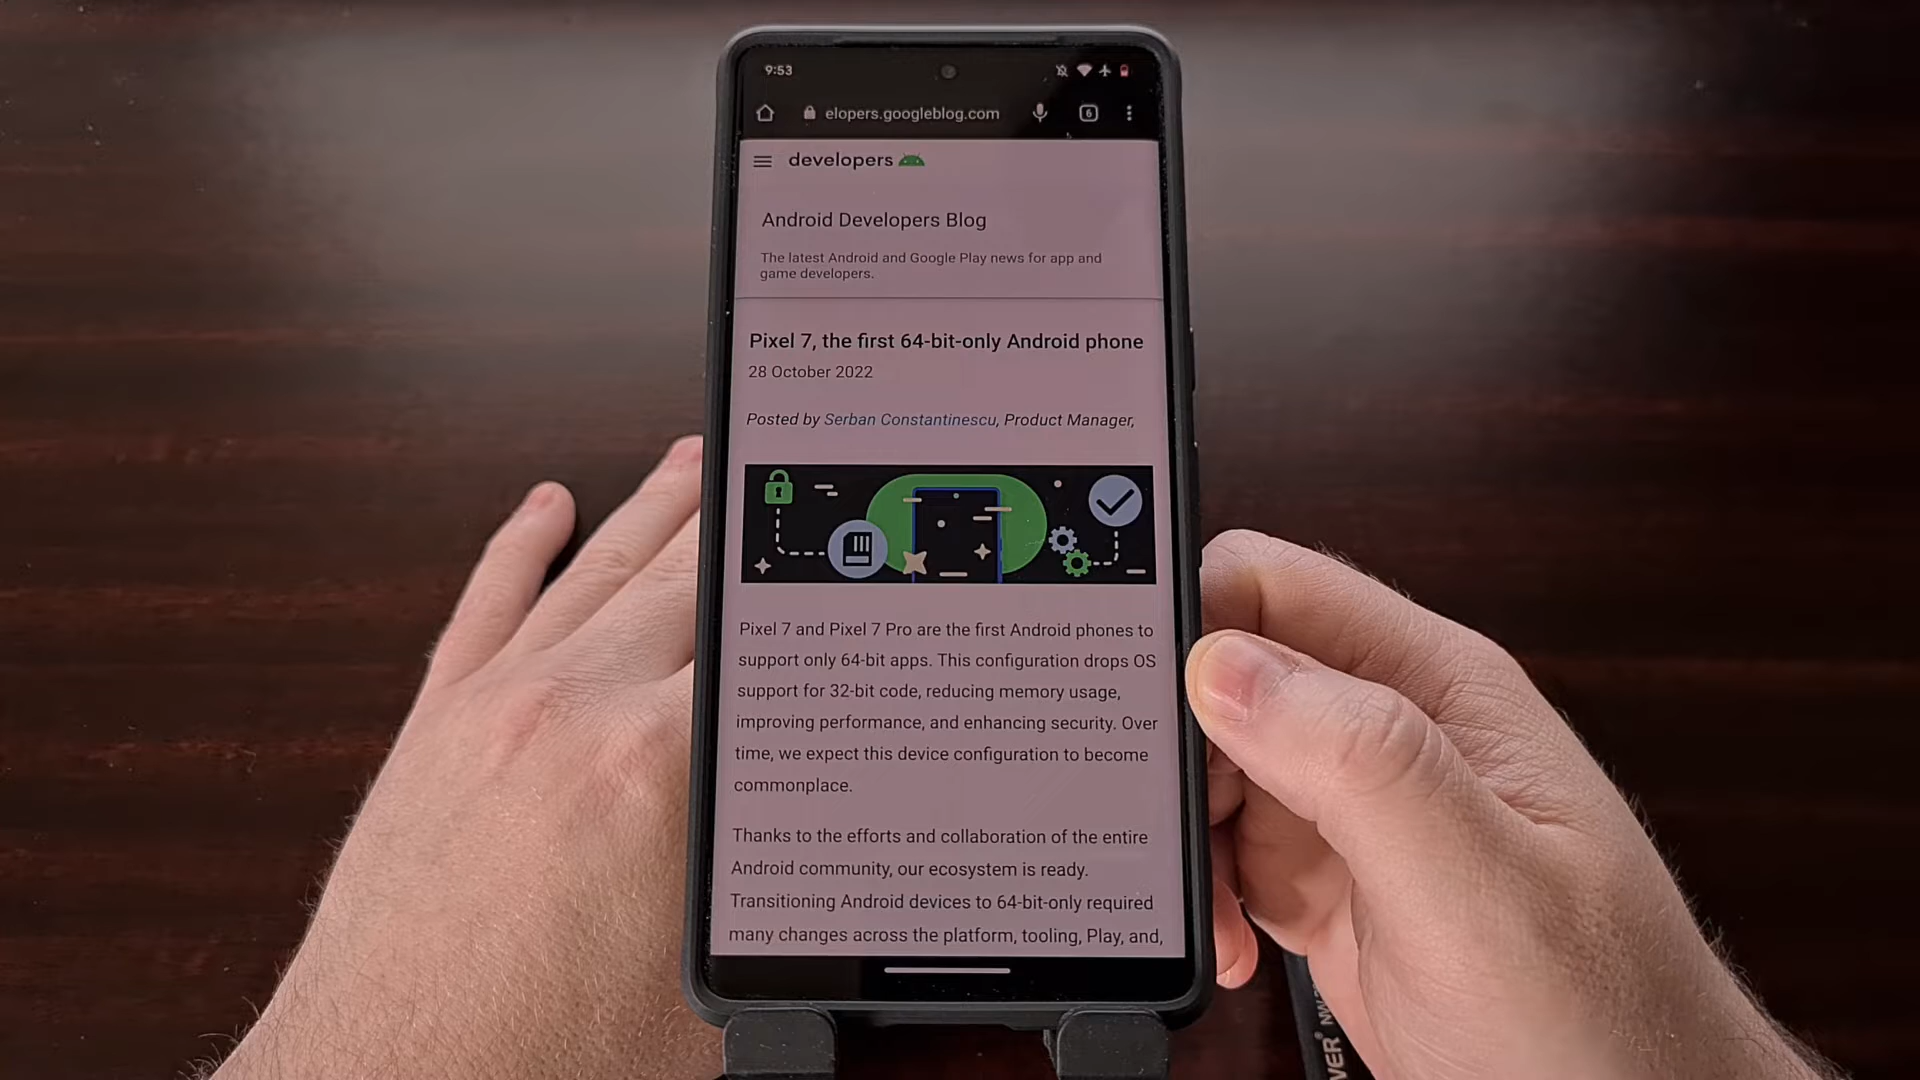 9:53
elopers.googleblog.com
6
developers
Android Developers Blog
The latest Android and Google Play news for app and
game developers.
Pixel 7, the first 64-bit-only Android phone
28 October 2022
Posted by Serban Constantinescu, Product Manager,
Pixel 7 and Pixel 7 Pro are the first Android phones to
support only 64-bit apps. This configuration drops OS
support for 32-bit code, reducing memory usage,
improving performance, and enhancing security. Over
time, we expect this device configuration to become
commonplace.
Thanks to the efforts and collaboration of the entire
Android community, our ecosystem is ready.
Transitioning Android devices to 64-bit-only required
many changes across the platform, tooling, Play, and,